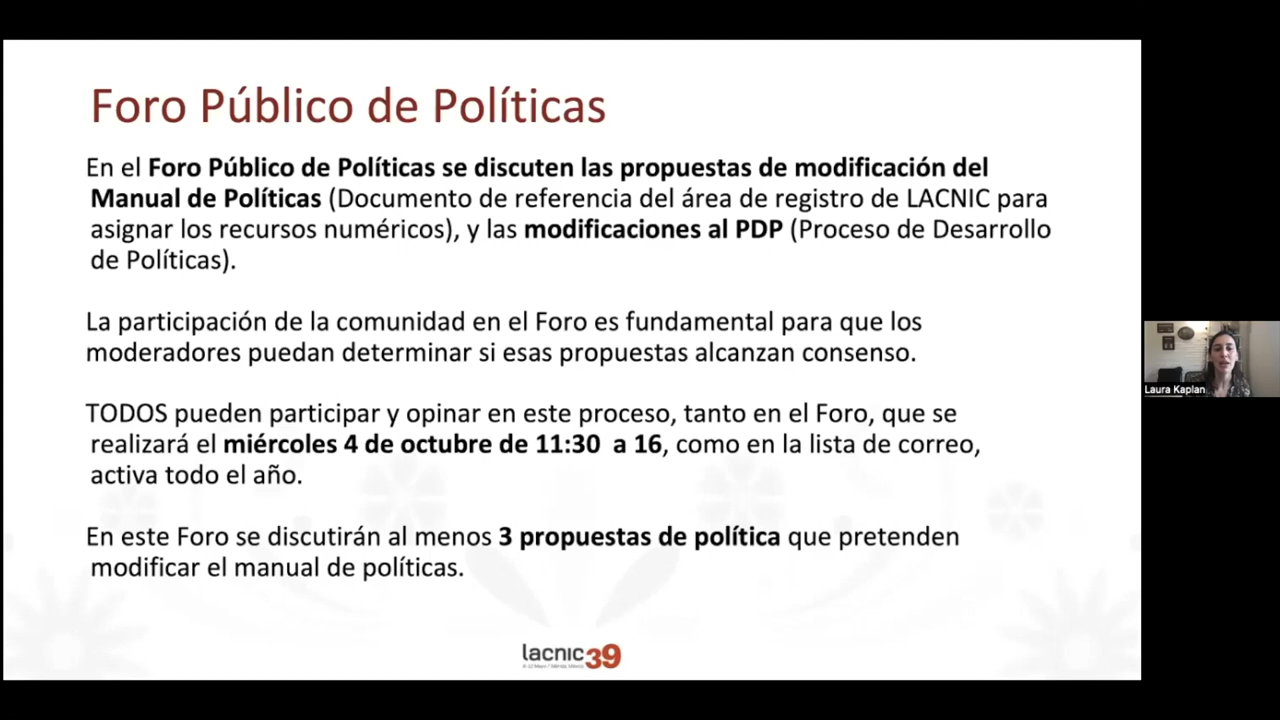 Foro Público de Políticas
En el Foro Público de Políticas se discuten las propuestas de modificación del
Manual de Políticas (Documento de referencia del área de registro de LACNIC para
asignar los recursos numéricos), y las modificaciones al PDP (Proceso de Desarrollo
de Políticas).
La participación de la comunidad en el Foro es fundamental para que los
moderadores puedan determinar si esas propuestas alcanzan consenso.
TODOS pueden participar y opinar en este proceso, tanto en el Foro, que se
realizará el miércoles 4 de octubre de 11:30  a 16, como en la lista de correo,
activa todo el año.
En este Foro se discutirán al menos 3 propuestas de política que pretenden
modificar el manual de políticas.
lacnic39
Laura Kaplan